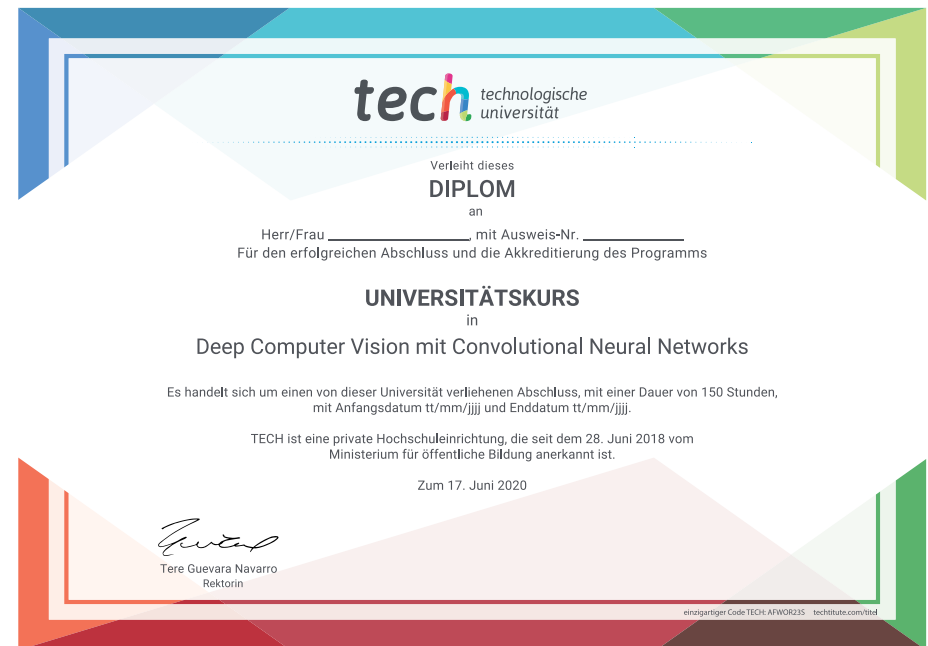 tech technologische
universität
Verleiht dieses
DIPLOM
an
Herr/Frau ____________________, mit Ausweis-Nr. ______________
Für den erfolgreichen Abschluss und die Akkreditierung des Programms
UNIVERSITÄTSKURS
in
Deep Computer Vision mit Convolutional Neural Networks
Es handelt sich um einen von dieser Universität verliehenen Abschluss, mit einer Dauer von 150 Stunden,
mit Anfangsdatum tt/mm/jjjj und Enddatum tt/mm/jjjj.
TECH ist eine private Hochschuleinrichtung, die seit dem 28. Juni 2018 vom
Ministerium für öffentliche Bildung anerkannt ist.
Zum 17. Juni 2020
Tere Guevara Navarro
Rektorin
einzigartiger Code TECH: AFWOR23S techtitute.com/titel